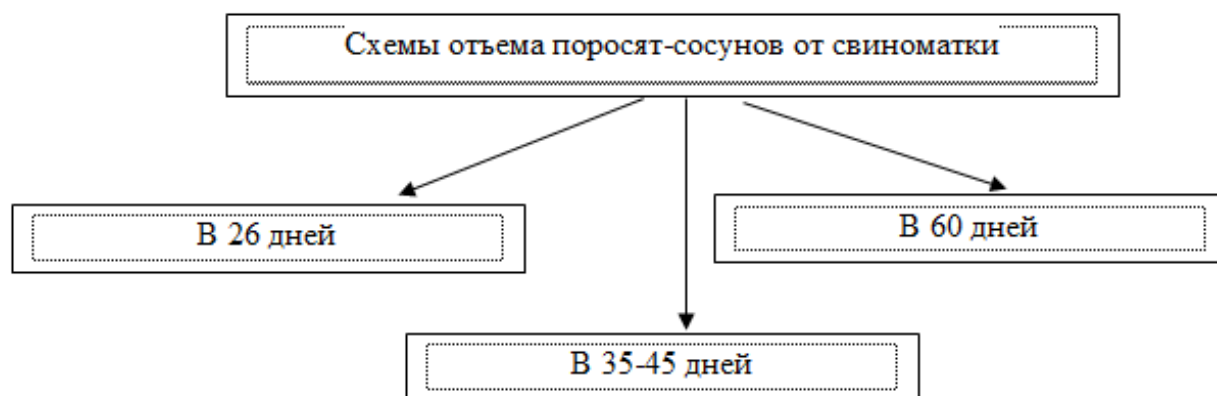 Схемы отъема поросят-сосунов от свиноматки
В 26 дней
В 60 дней
В 35-45 дней